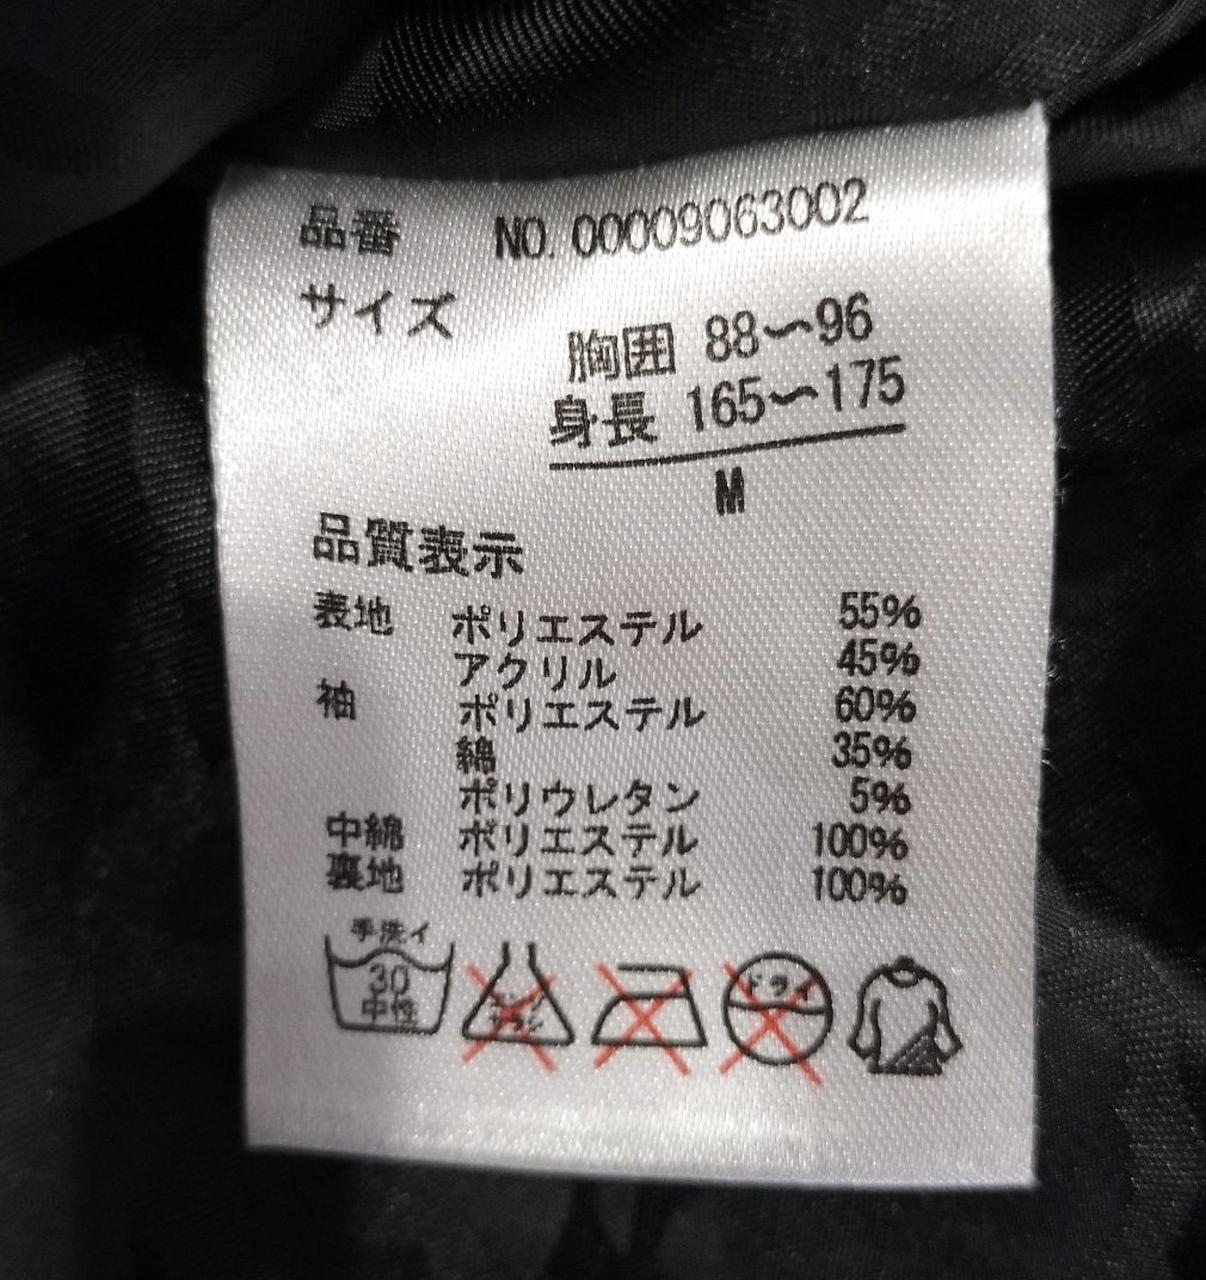 品番 NO. 00009063002
サイズ
胸囲 88〜96
身長 165〜175
M
品質表示
表地 ポリエステル 55%
アクリル 45%
袖 ポリエステル 60%
綿 35%
ポリウレタン 5%
中綿 ポリエステル 100%
裏地 ポリエステル 100%
手洗イ
30
中性
ドライ